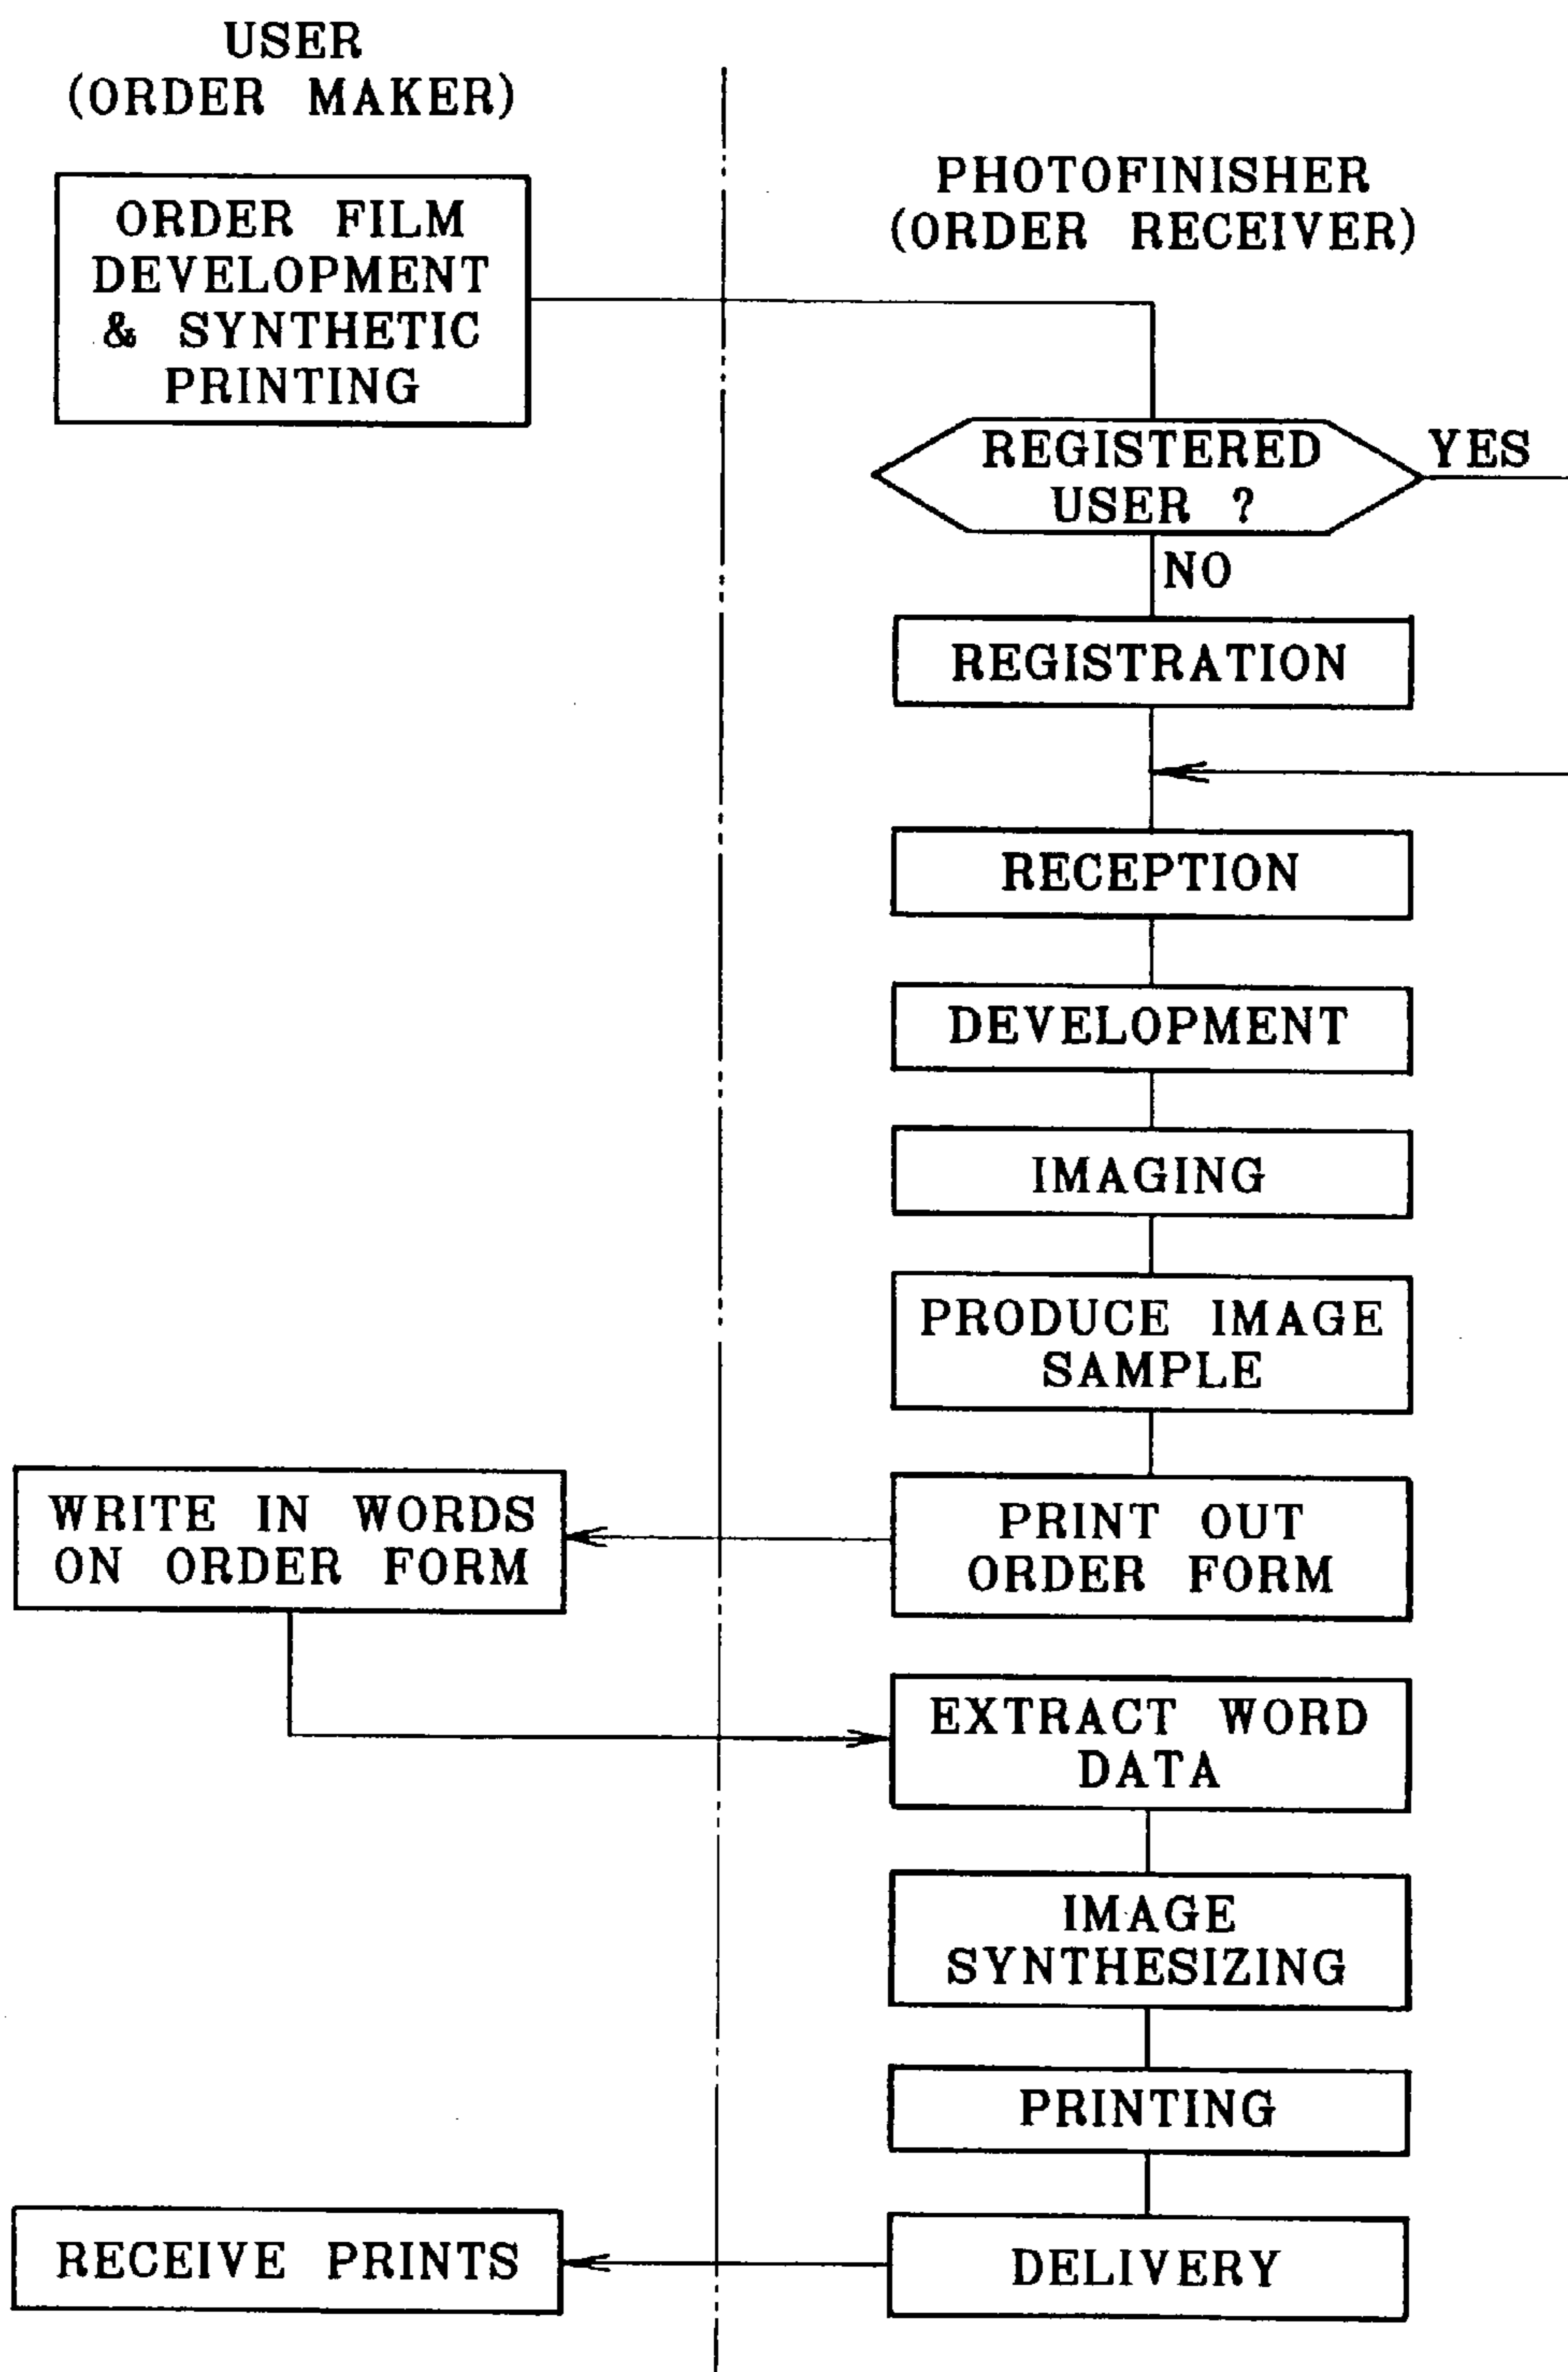 USER
(ORDER MAKER)
ORDER FILM
DEVELOPMENT
& SYNTHETIC
PRINTING
PHOTOFINISHER
(ORDER RECEIVER)
REGISTERED
USER ?
YES
NO
REGISTRATION
RECEPTION
DEVELOPMENT
IMAGING
PRODUCE IMAGE
SAMPLE
PRINT OUT
ORDER FORM
WRITE IN WORDS
ON ORDER FORM
EXTRACT WORD
DATA
IMAGE
SYNTHESIZING
PRINTING
DELIVERY
RECEIVE PRINTS